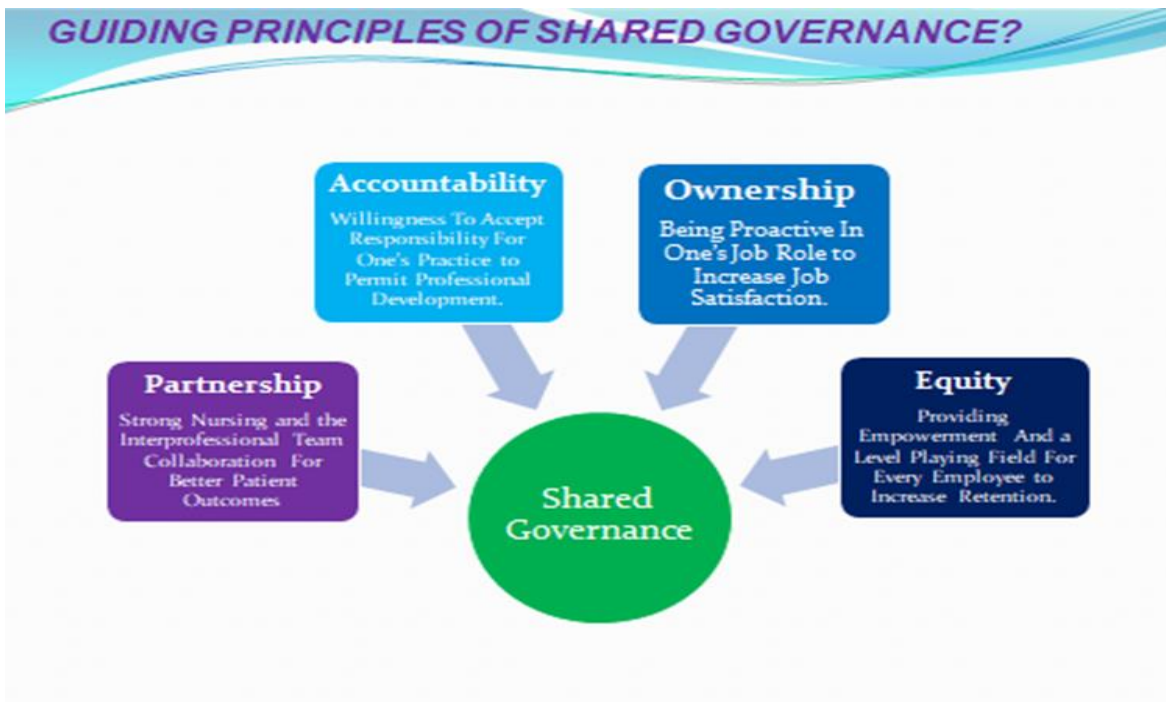 GUIDING PRINCIPLES OF SHARED GOVERNANCE?
Accountability
Willingness To Accept
Responsibility For
One's Practice to
Permit Professional
Development.
Ownership
Being Proactive In
One's Job Role to
Increase Job
Satisfaction.
Partnership
Strong Nursing and the
Interprofessional Team
Collaboration For
Better Patient
Outcomes
Equity
Providing
Empowerment And a
Level Playing Field For
Every Employee to
Increase Retention.
Shared
Governance